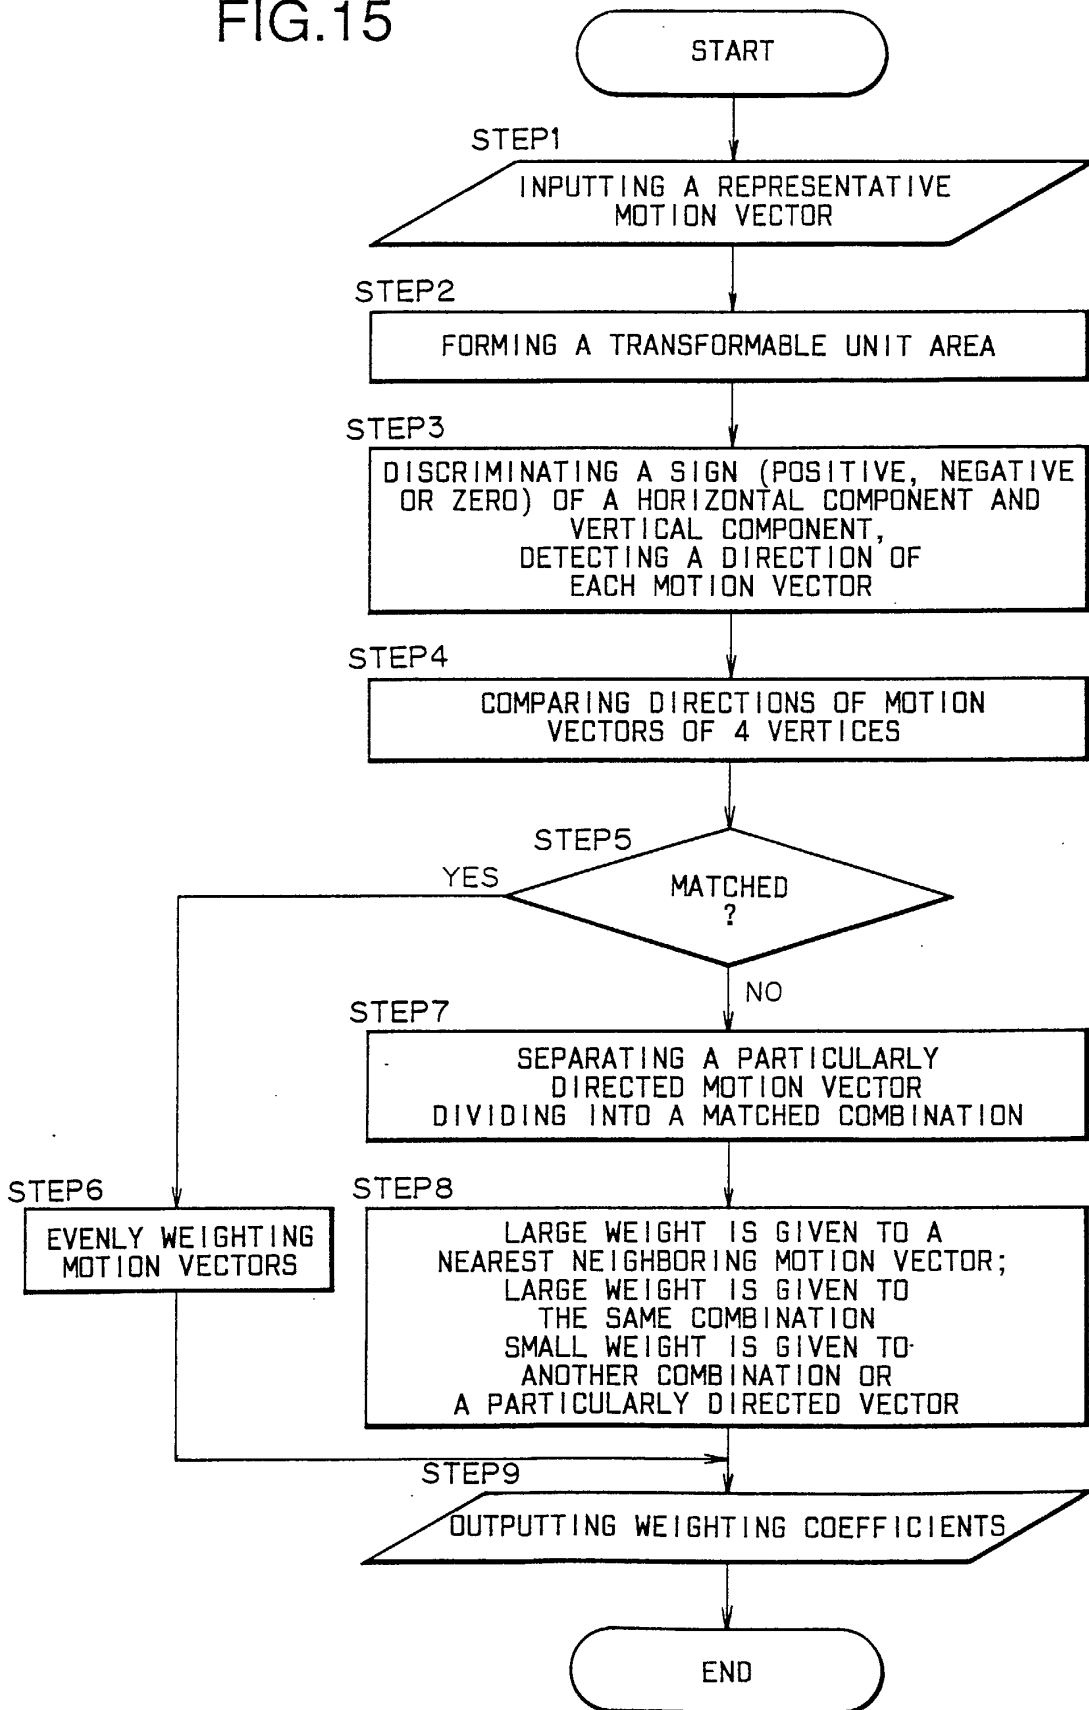 FIG.15
START
STEP1
INPUTTING A REPRESENTATIVE
MOTION VECTOR
STEP2
FORMING A TRANSFORMABLE UNIT AREA
STEP3
DISCRIMINATING A SIGN (POSITIVE, NEGATIVE
OR ZERO) OF A HORIZONTAL COMPONENT AND
VERTICAL COMPONENT,
DETECTING A DIRECTION OF
EACH MOTION VECTOR
STEP4
COMPARING DIRECTIONS OF MOTION
VECTORS OF 4 VERTICES
STEP5
YES
MATCHED
?
NO
STEP7
SEPARATING A PARTICULARLY
DIRECTED MOTION VECTOR
DIVIDING INTO A MATCHED COMBINATION
STEP6
EVENLY WEIGHTING
MOTION VECTORS
STEP8
LARGE WEIGHT IS GIVEN TO A
NEAREST NEIGHBORING MOTION VECTOR;
LARGE WEIGHT IS GIVEN TO
THE SAME COMBINATION
SMALL WEIGHT IS GIVEN TO
ANOTHER COMBINATION OR
A PARTICULARLY DIRECTED VECTOR
STEP9
OUTPUTTING WEIGHTING COEFFICIENTS
END